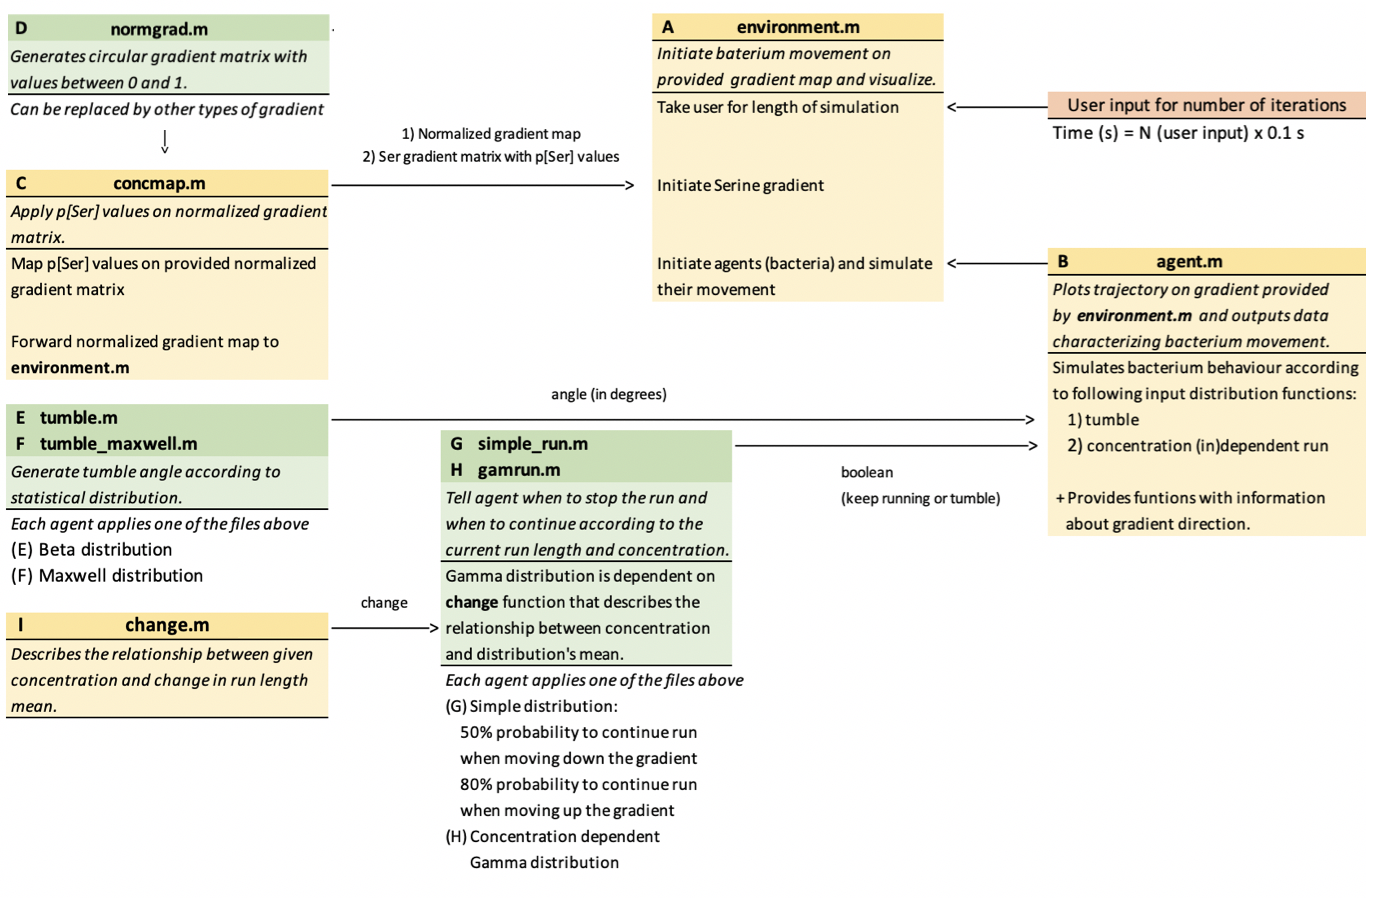 D normgrad.m
Generates circular gradient matrix with
values between 0 and 1.
Can be replaced by other types of gradient
C concmap.m
Apply p[Ser] values on normalized gradient
matrix.
Map p[Ser] values on provided normalized
gradient matrix
Forward normalized gradient map to
environment.m
1) Normalized gradient map
2) Ser gradient matrix with p[Ser] values
A environment.m
Initiate baterium movement on
provided gradient map and visualize.
Take user for length of simulation
Initiate Serine gradient
Initiate agents (bacteria) and simulate
their movement
User input for number of iterations
Time (s) = N (user input) x 0.1 s
B agent.m
Plots trajectory on gradient provided
by environment.m and outputs data
characterizing bacterium movement.
Simulates bacterium behaviour according
to following input distribution functions:
1) tumble
2) concentration (in)dependent run
+ Provides funtions with information
about gradient direction.
E tumble.m
F tumble_maxwell.m
Generate tumble angle according to
statistical distribution.
Each agent applies one of the files above
(E) Beta distribution
(F) Maxwell distribution
angle (in degrees)
G simple_run.m
H gamrun.m
Tell agent when to stop the run and
when to continue according to the
current run length and concentration.
Gamma distribution is dependent on
change function that describes the
relationship between concentration
and distribution's mean.
Each agent applies one of the files above
(G) Simple distribution:
50% probability to continue run
when moving down the gradient
80% probability to continue run
when moving up the gradient
(H) Concentration dependent
Gamma distribution
boolean
(keep running or tumble)
I change.m
Describes the relationship between given
concentration and change in run length
mean.
change